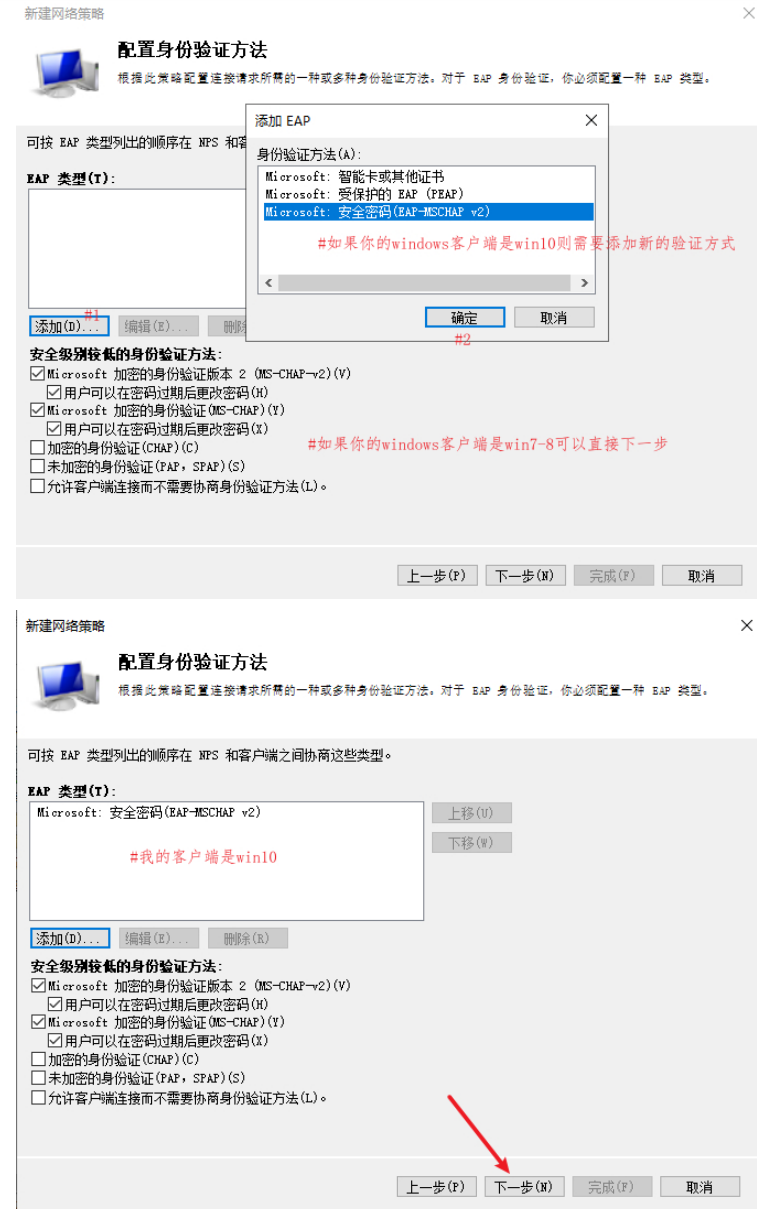 新建网络策略
配置身份验证方法
根据此策略配置连接请求所需的一种或多种身份验证方法。对于 EAP 身份验证，你必须配置一种 EAP 类型。
可按 EAP 类型列出的顺序在 NPS 和客
EAP 类型(T):
添加 EAP
身份验证方法(A):
Microsoft: 智能卡或其他证书
Microsoft: 受保护的 EAP (PEAP)
Microsoft: 安全密码(EAP-MSCHAP v2)
#如果你的windows客户端是win10则需要添加新的验证方式
确定
取消
#2
#1
添加(D)...
编辑(E)...
删除
安全级别较低的身份验证方法:
Microsoft 加密的身份验证版本 2 (MS-CHAP-v2)(V)
用户可以在密码过期后更改密码(H)
Microsoft 加密的身份验证(MS-CHAP)(Y)
用户可以在密码过期后更改密码(X)
加密的身份验证(CHAP)(C)
#如果你的windows客户端是win7-8可以直接下一步
未加密的身份验证(PAP，SPAP)(S)
允许客户端连接而不需要协商身份验证方法(L)。
上一步(P)
下一步(N)
完成(F)
取消
新建网络策略
配置身份验证方法
根据此策略配置连接请求所需的一种或多种身份验证方法。对于 EAP 身份验证，你必须配置一种 EAP 类型。
可按 EAP 类型列出的顺序在 NPS 和客户端之间协商这些类型。
EAP 类型(T):
Microsoft: 安全密码(EAP-MSCHAP v2)
#我的客户端是win10
上移(U)
下移(W)
添加(D)...
编辑(E)...
删除(R)
安全级别较低的身份验证方法:
Microsoft 加密的身份验证版本 2 (MS-CHAP-v2)(V)
用户可以在密码过期后更改密码(H)
Microsoft 加密的身份验证(MS-CHAP)(Y)
用户可以在密码过期后更改密码(X)
加密的身份验证(CHAP)(C)
未加密的身份验证(PAP，SPAP)(S)
允许客户端连接而不需要协商身份验证方法(L)。
上一步(P)
下一步(N)
完成(F)
取消